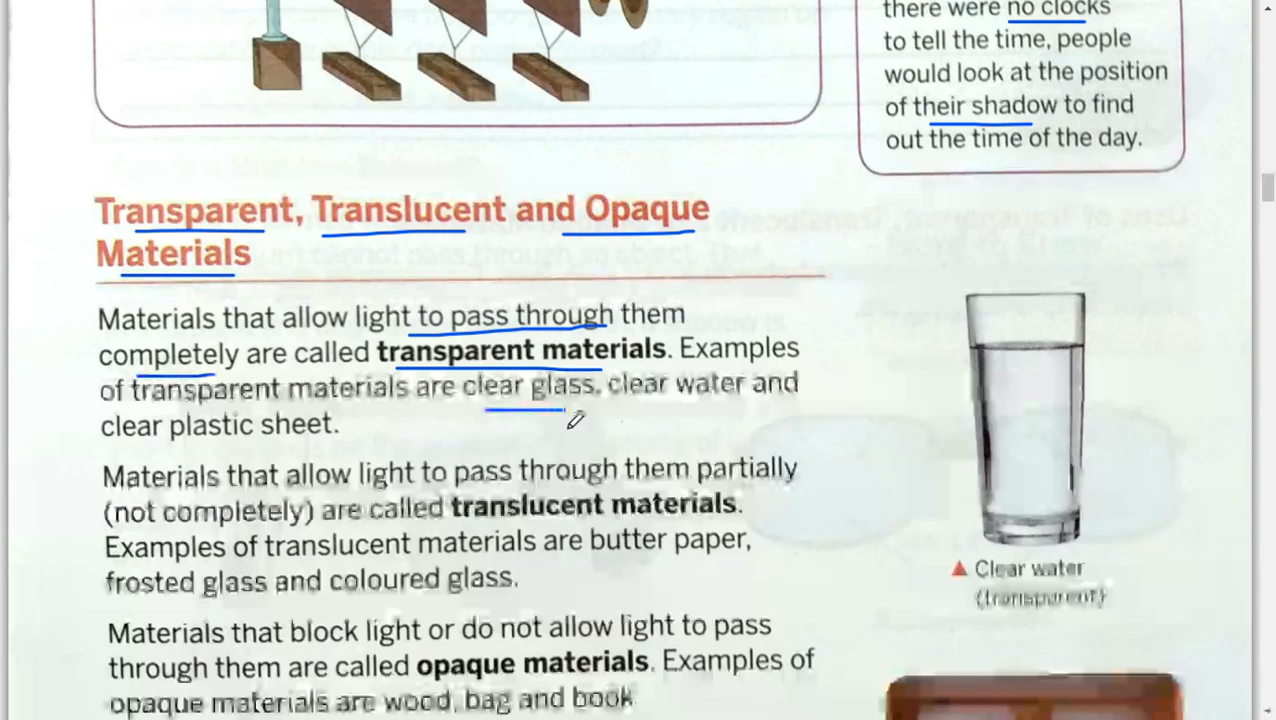 there were no clocks
to tell the time, people
would look at the position
of their shadow to find
out the time of the day.
Transparent, Translucent and Opaque
Materials
Materials that allow light to pass through them
completely are called transparent materials. Examples
of transparent materials are clear glass, clear water and
clear plastic sheet.
Materials that allow light to pass through them partially
(not completely) are called translucent materials.
Examples of translucent materials are butter paper,
frosted glass and coloured glass.
Materials that block light or do not allow light to pass
through them are called opaque materials. Examples of
opaque materials are wood, bag and book
▲ Clear water
(transparent)